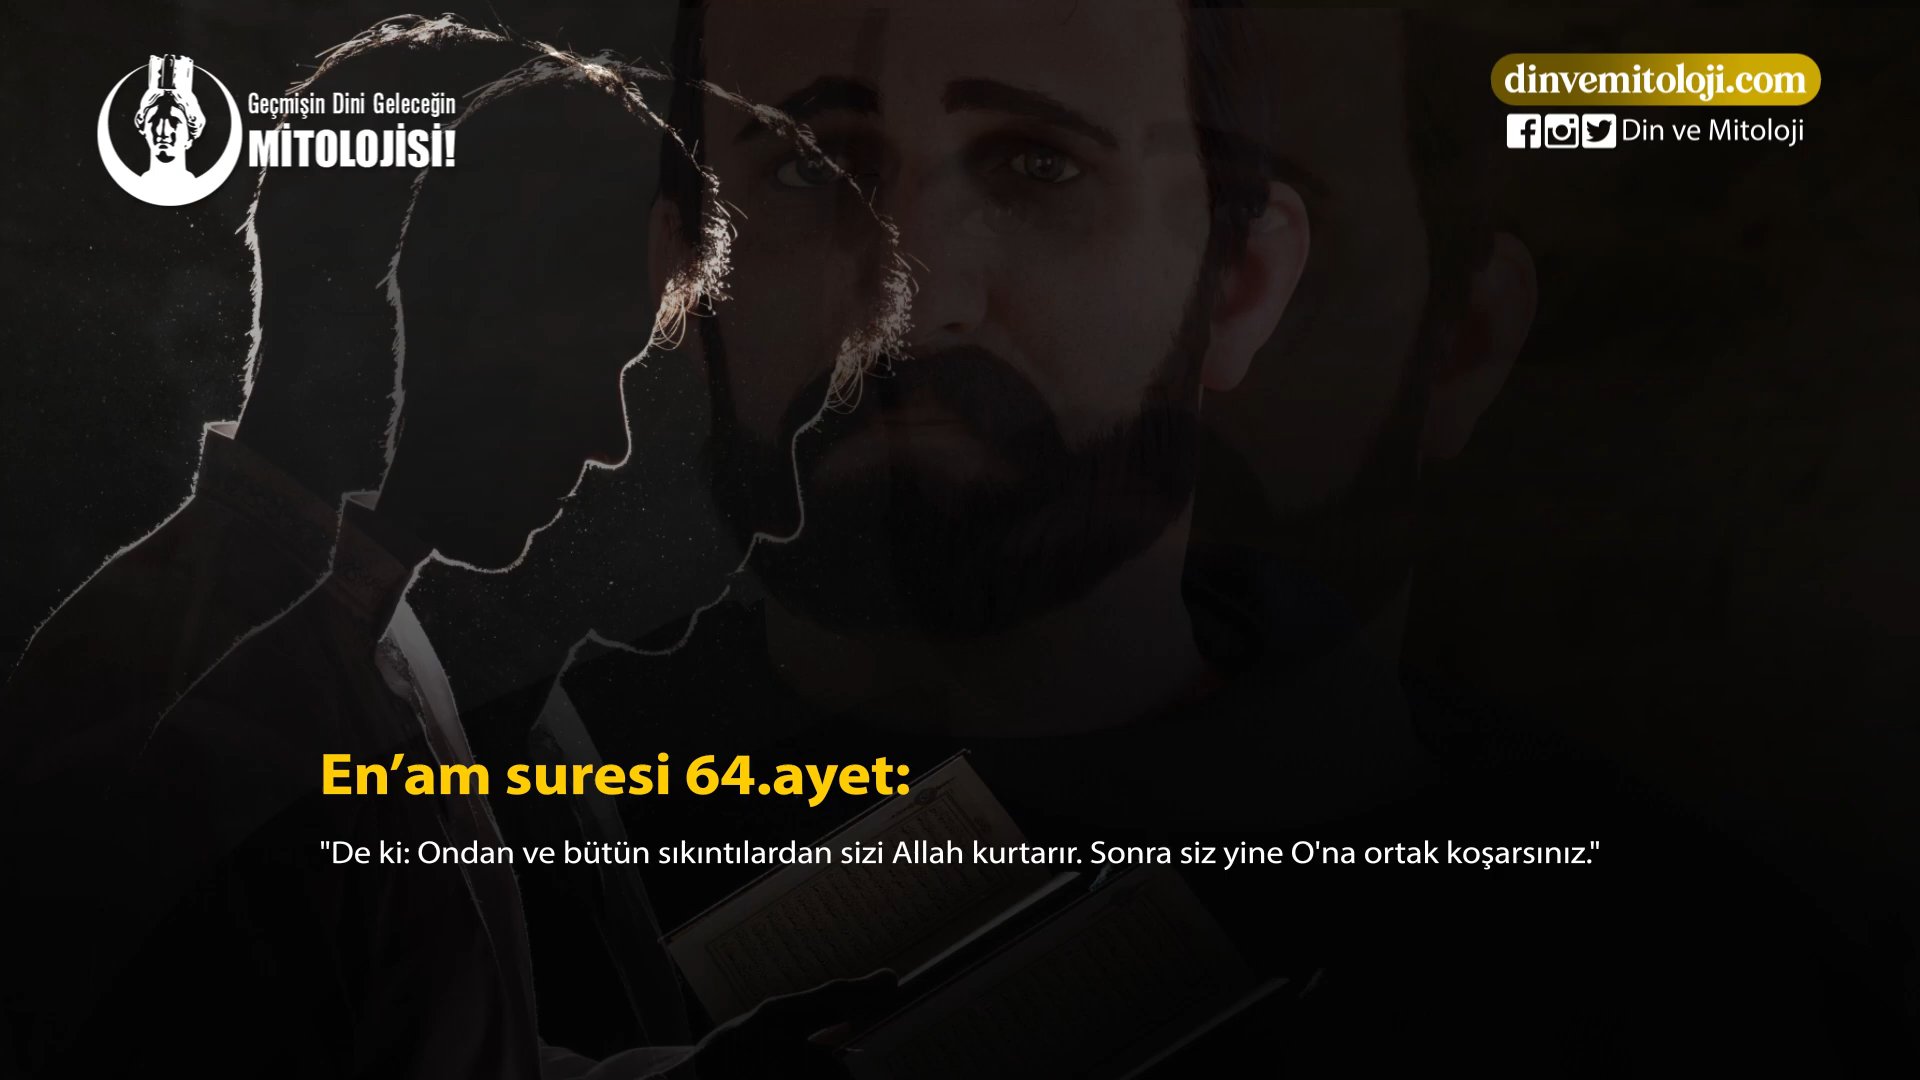 Geçmişin Dini Geleceğin
MİTOLOJİSİ!
dinvemitoloji.com
Din ve Mitoloji
En’am suresi 64.ayet:
"De ki: Ondan ve bütün sıkıntılardan sizi Allah kurtarır. Sonra siz yine O'na ortak koşarsınız."